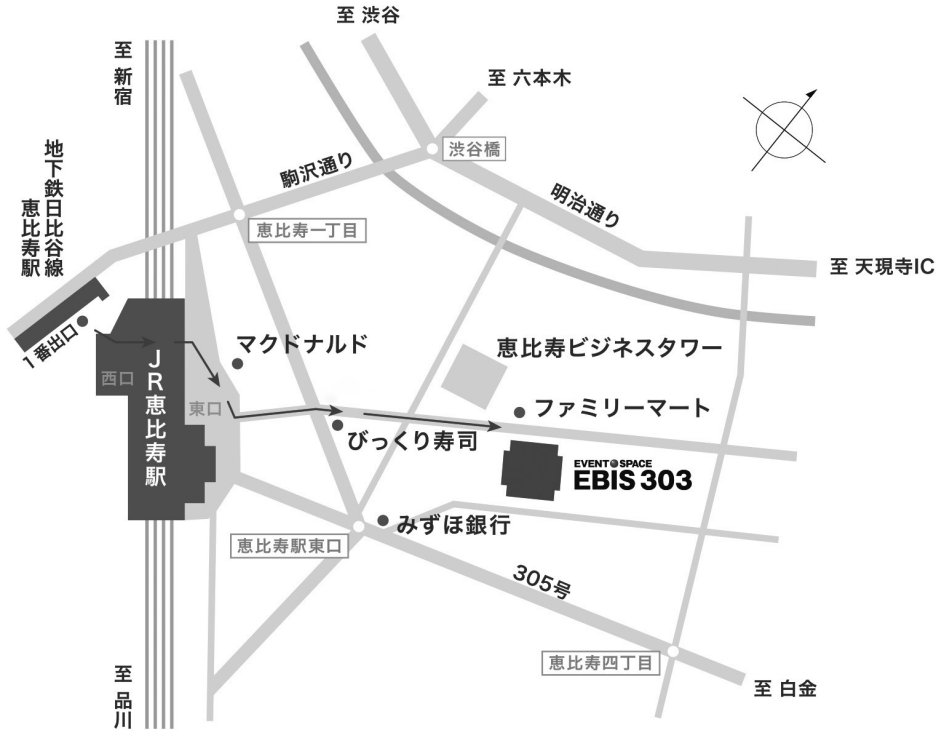 至 渋谷
至 新宿
至 六本木
地下鉄日比谷線
恵比寿駅
渋谷橋
駒沢通り
明治通り
恵比寿一丁目
至 天現寺IC
1番出口
マクドナルド
恵比寿ビジネスタワー
西口
JR恵比寿駅
東口
ファミリーマート
びっくり寿司
EVENT SPACE
EBIS 303
みずほ銀行
恵比寿駅東口
305号
恵比寿四丁目
至 品川
至 白金